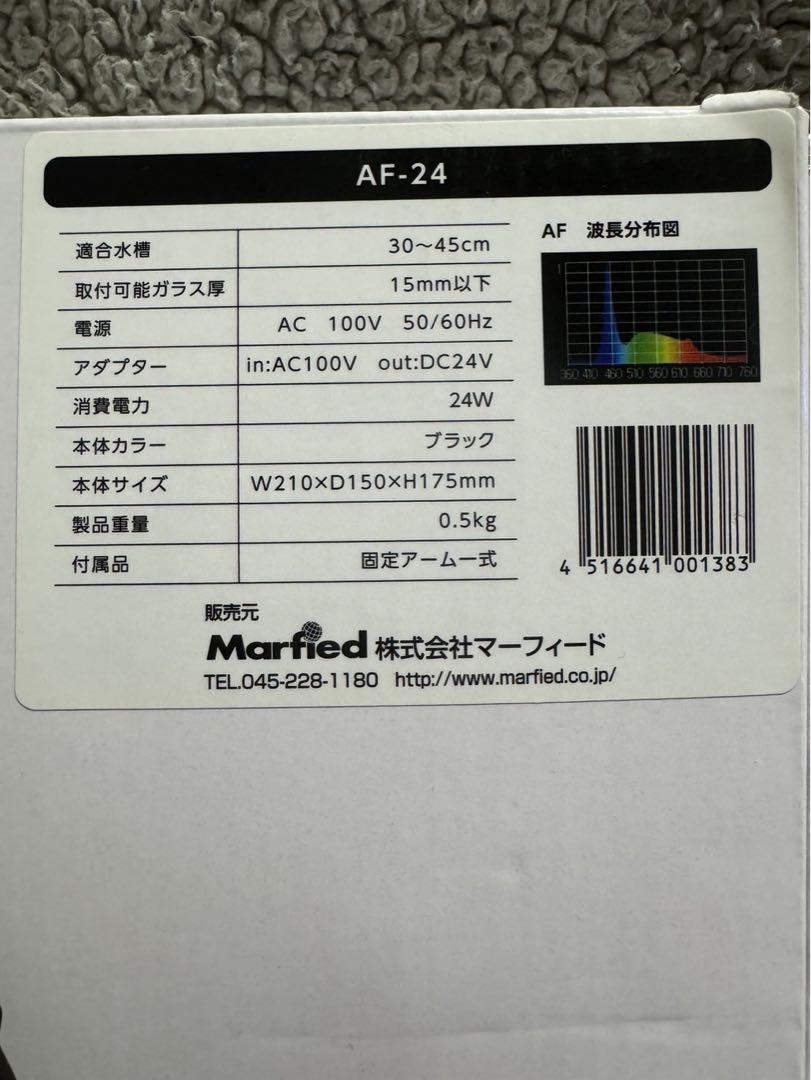 AF-24
適合水槽 30〜45cm
取付可能ガラス厚 15mm以下
電源 AC 100V 50/60Hz
アダプター in:AC100V out:DC24V
消費電力 24W
本体カラー ブラック
本体サイズ W210×D150×H175mm
製品重量 0.5kg
付属品 固定アーム一式
AF 波長分布図
1
360 410 460 510 560 610 660 710 760
4 516641 001383
販売元
Marfied 株式会社マーフィード
TEL.045-228-1180 http://www.marfied.co.jp/